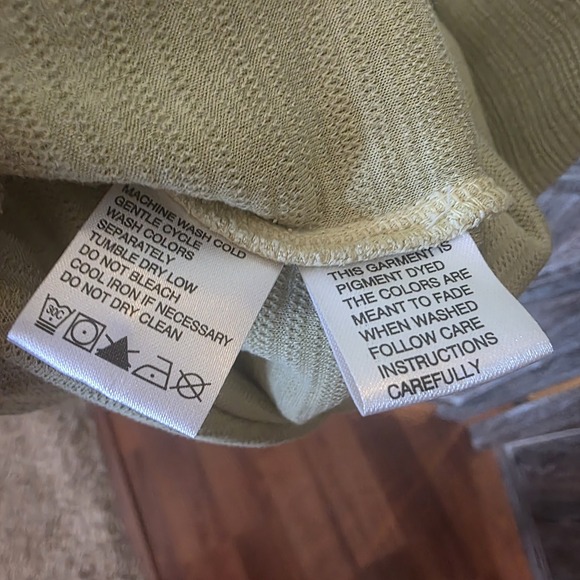 MACHINE WASH COLD
GENTLE CYCLE
WASH COLORS
SEPARATELY
TUMBLE DRY LOW
DO NOT BLEACH
COOL IRON IF NECESSARY
DO NOT DRY CLEAN
30C
THIS GARMENT IS
PIGMENT DYED
THE COLORS ARE
MEANT TO FADE
WHEN WASHED
FOLLOW CARE
INSTRUCTIONS
CAREFULLY